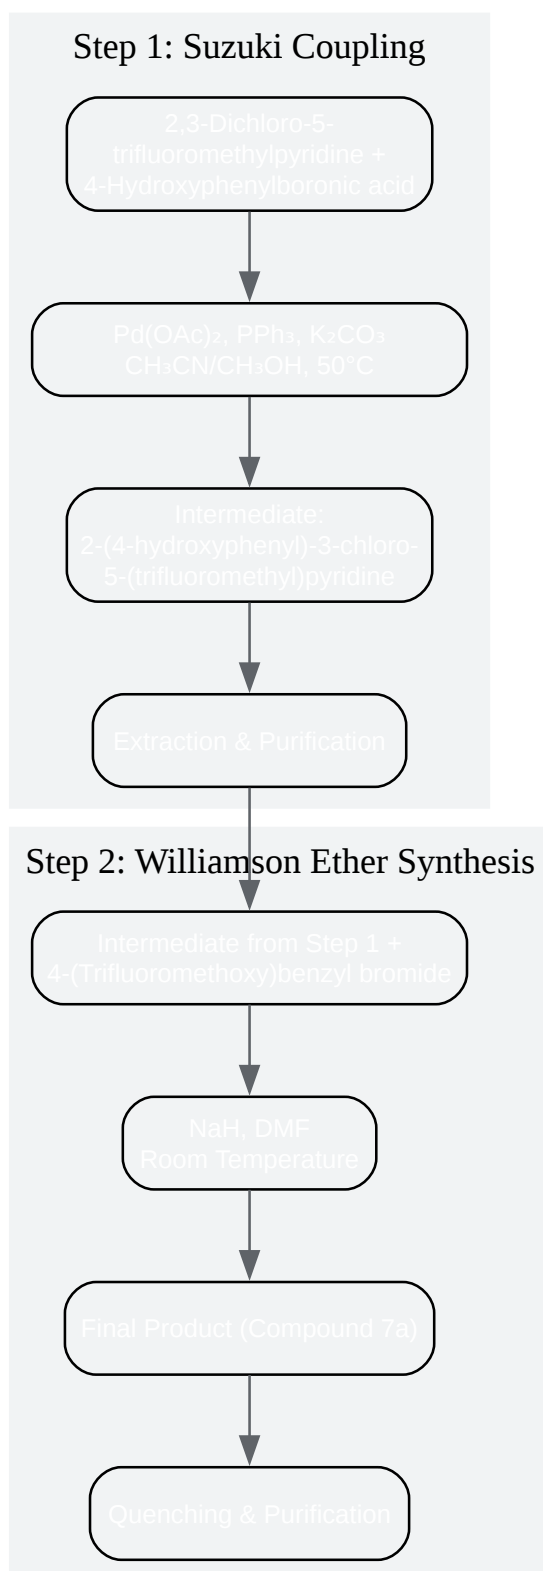 Step 1: Suzuki Coupling
2,3-Dichloro-5-
trifluoromethylpyridine +
4-Hydroxyphenylboronic acid
Pd(OAc)₂, PPh₃, K₂CO₃
CH₃CN/CH₃OH, 50°C
Intermediate:
2-(4-hydroxyphenyl)-3-chloro-
5-(trifluoromethyl)pyridine
Extraction & Purification
Step 2: Williamson Ether Synthesis
Intermediate from Step 1 +
4-(Trifluoromethoxy)benzyl bromide
NaH, DMF
Room Temperature
Final Product (Compound 7a)
Quenching & Purification